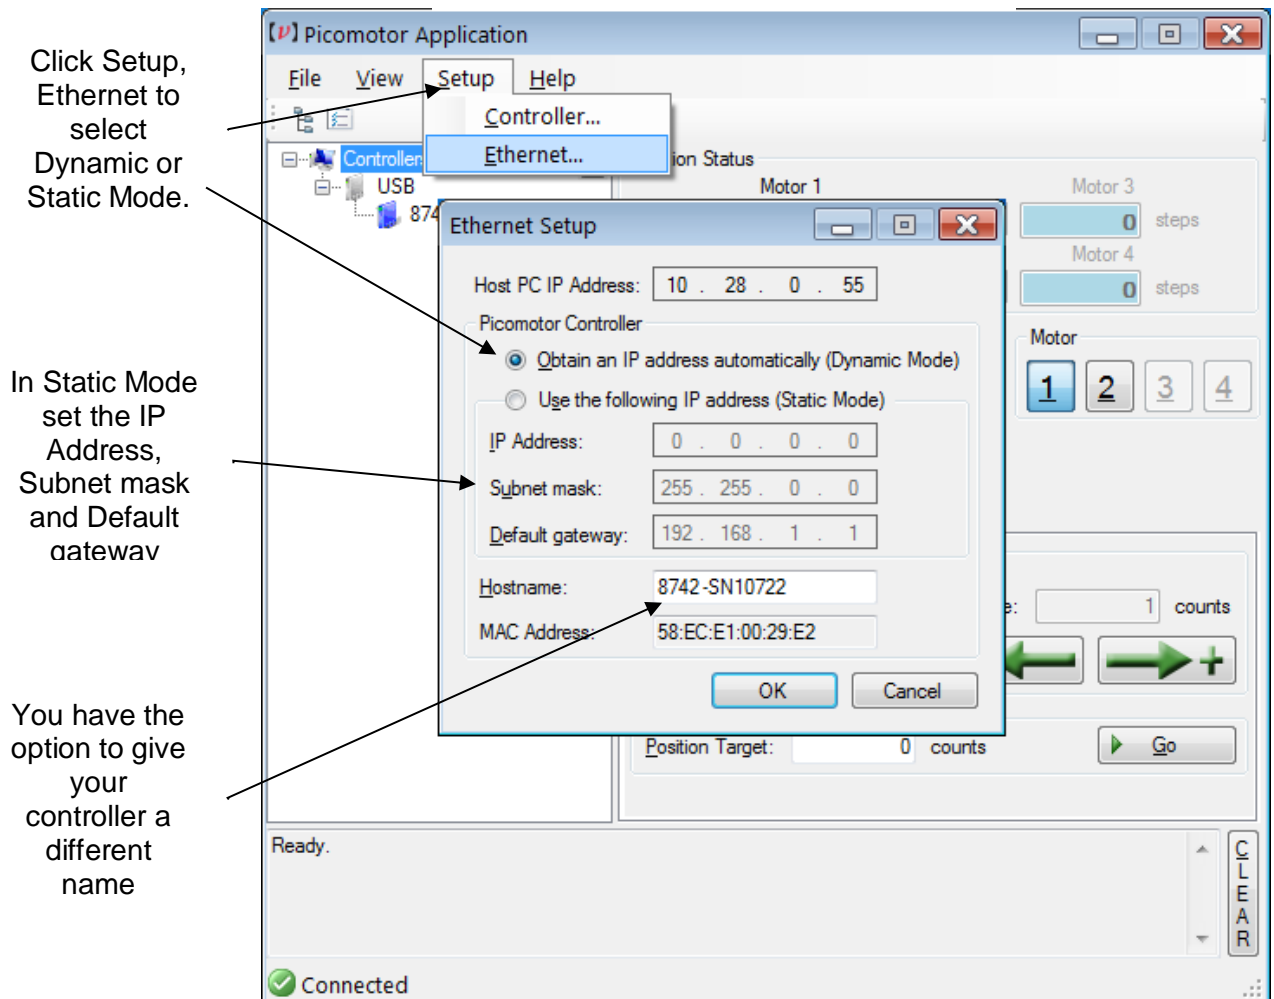 Click Setup,
Ethernet to
select
Dynamic or
Static Mode.
In Static Mode
set the IP
Address,
Subnet mask
and Default
gateway
You have the
option to give
your
controller a
different
name
Picomotor Application
File View Setup Help
Controller...
Ethernet...
Controller
USB
874
ion Status
Motor 1
Motor 3
0 steps
Motor 4
0 steps
Motor
1 2 3 4
Ethernet Setup
Host PC IP Address: 10 . 28 . 0 . 55
Picomotor Controller
Obtain an IP address automatically (Dynamic Mode)
Use the following IP address (Static Mode)
IP Address: 0 . 0 . 0 . 0
Subnet mask: 255 . 255 . 0 . 0
Default gateway: 192 . 168 . 1 . 1
Hostname: 8742-SN10722
MAC Address: 58:EC:E1:00:29:E2
OK Cancel
e: 1 counts
Position Target: 0 counts
Go
Ready.
CLEAR
Connected